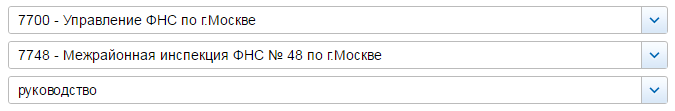 7700 - Управление ФНС по г.Москве
7748 - Межрайонная инспекция ФНС № 48 по г.Москве
руководство